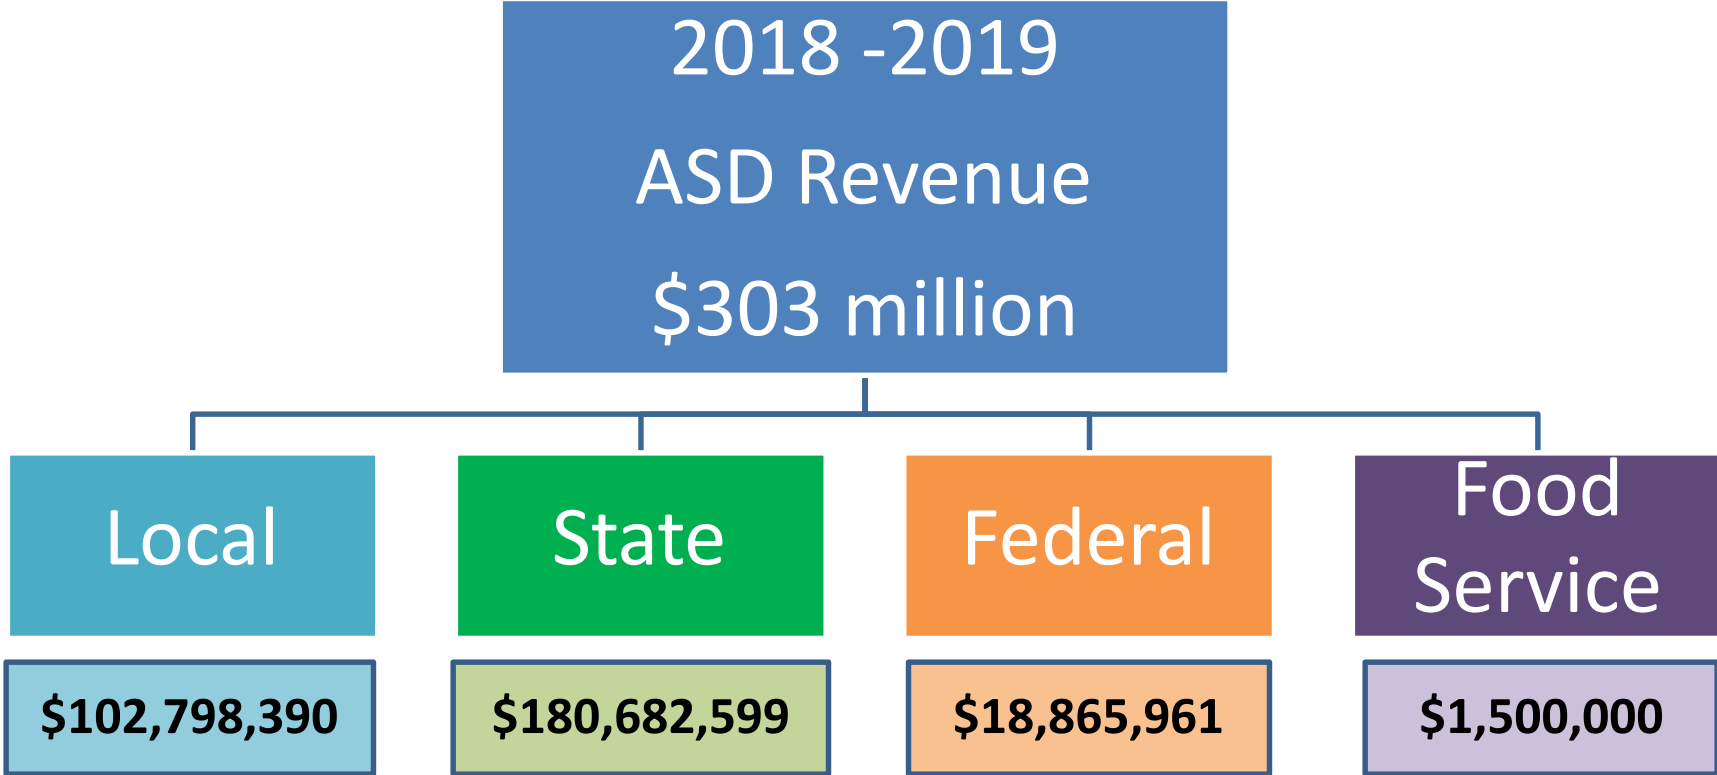 2018 -2019
ASD Revenue
$303 million
Local
State
Federal
Food
Service
$102,798,390
$180,682,599
$18,865,961
$1,500,000